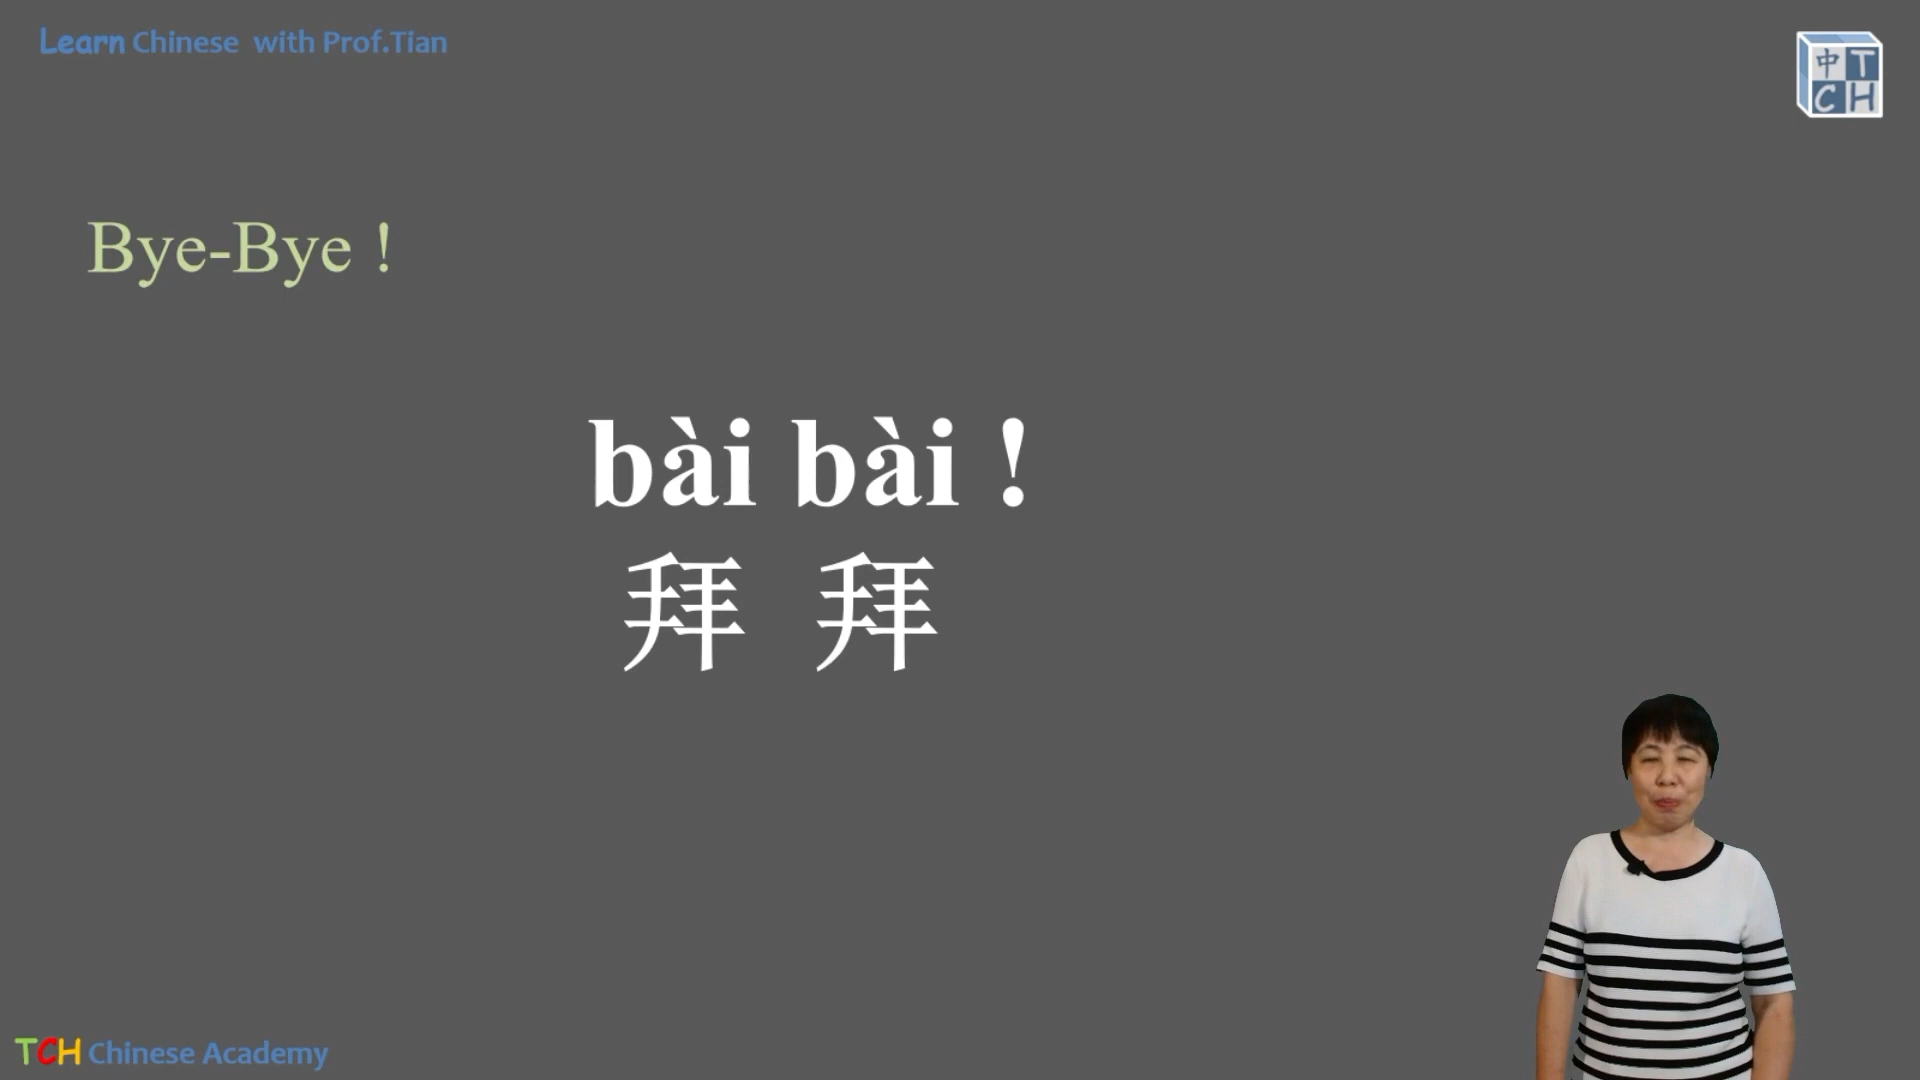 Learn Chinese with Prof.Tian
中T
CH
Bye-Bye !
bài bài !
拜 拜
TCH Chinese Academy